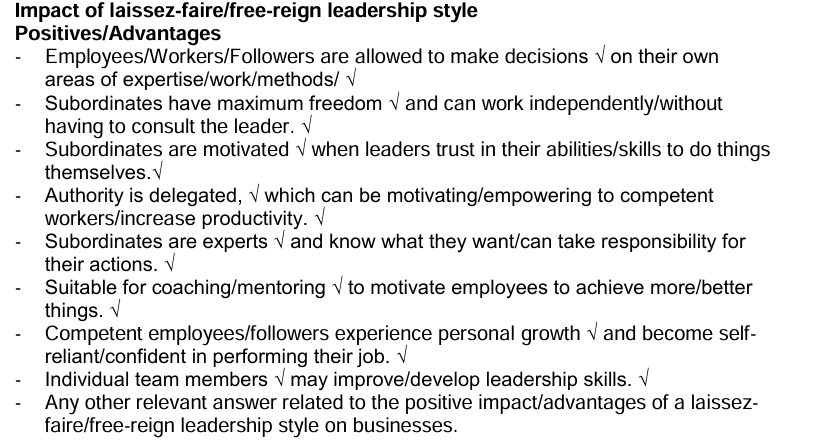 Impact of laissez-faire/free-reign leadership style
Positives/Advantages
- Employees/Workers/Followers are allowed to make decisions √ on their own
areas of expertise/work/methods/ √
- Subordinates have maximum freedom √ and can work independently/without
having to consult the leader. √
- Subordinates are motivated √ when leaders trust in their abilities/skills to do things
themselves.√
- Authority is delegated, √ which can be motivating/empowering to competent
workers/increase productivity. √
- Subordinates are experts √ and know what they want/can take responsibility for
their actions. √
- Suitable for coaching/mentoring √ to motivate employees to achieve more/better
things. √
- Competent employees/followers experience personal growth √ and become self-
reliant/confident in performing their job. √
- Individual team members √ may improve/develop leadership skills. √
- Any other relevant answer related to the positive impact/advantages of a laissez-
faire/free-reign leadership style on businesses.